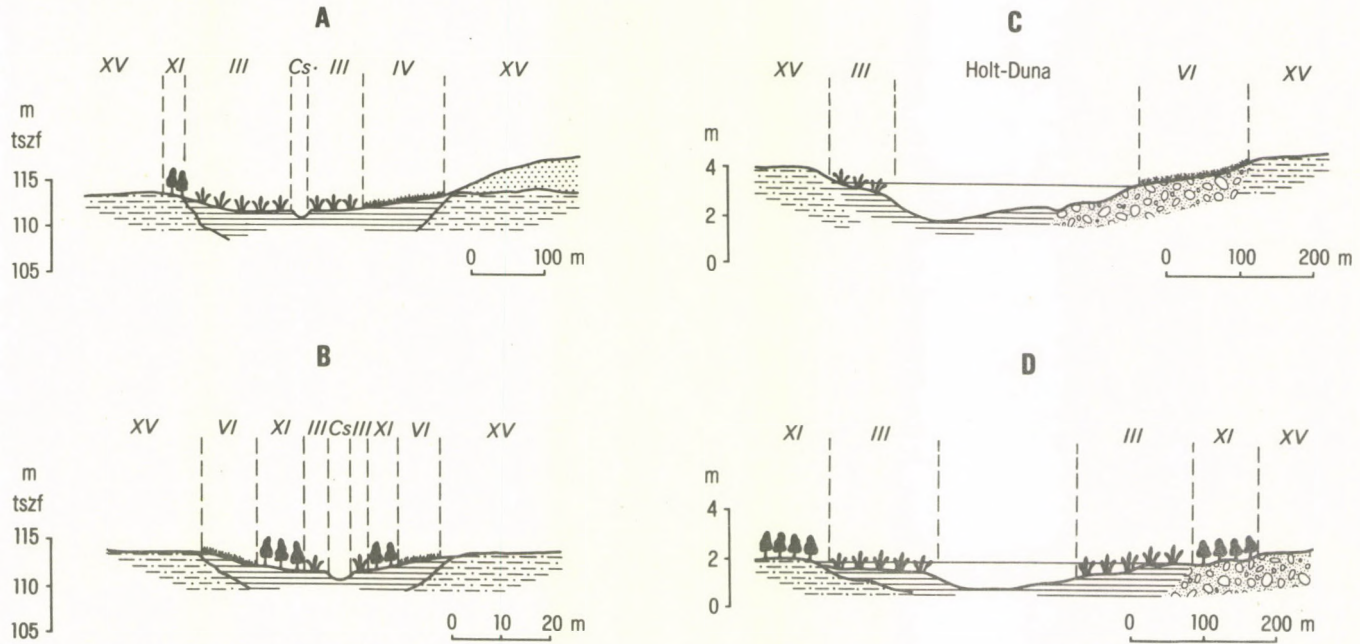 A
XV XI III Cs· III IV XV
m
tszf
115
110
105
0 100 m
C
XV III Holt-Duna VI XV
m
4
2
0
0 100 200 m
B
XV VI XI III Cs III XI VI XV
m
tszf
115
110
105
0 10 20 m
D
XI III III XI XV
m
4
2
0
0 100 200 m